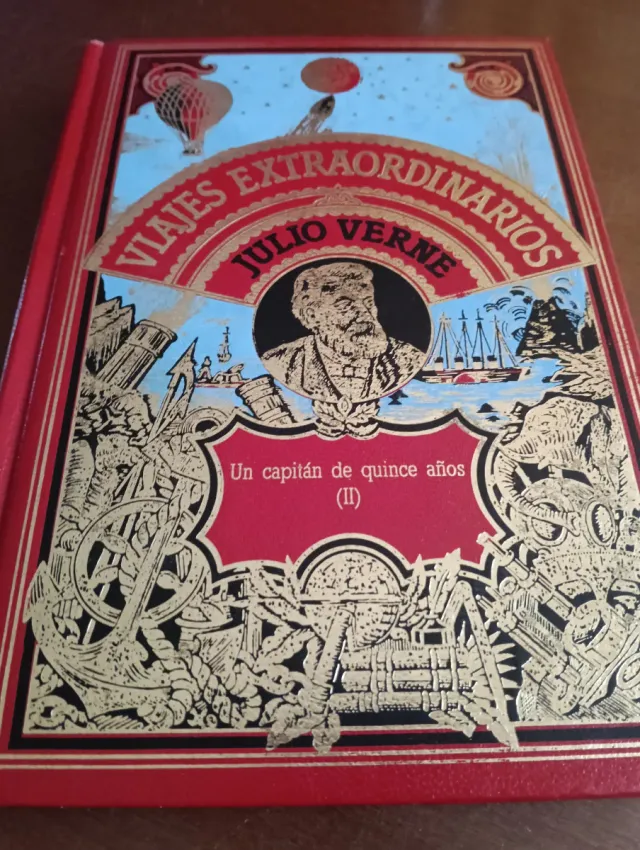 VIAJES EXTRAORDINARIOS
JULIO VERNE
Un capitán de quince años
(II)